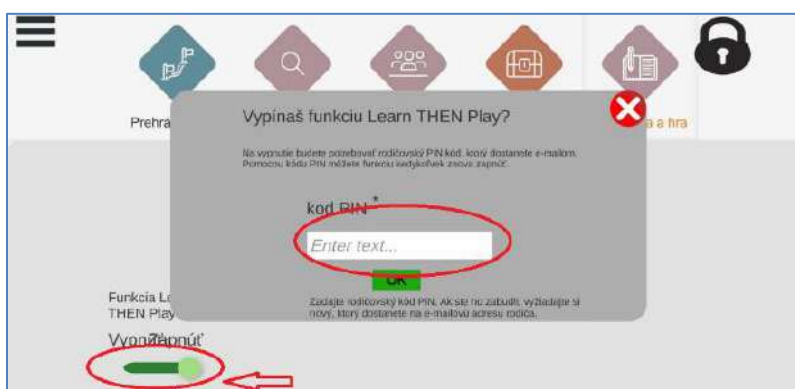 Prehra
a a hra
Vypínaš funkciu Learn THEN Play?
Na vypnutie budete potrebovať rodičovský PIN kód, ktorý dostanete e-mailom.
Pomocou kódu PIN môžete funkciu kedykoľvek znova zapnúť.
kod PIN *
Enter text...
OK
Zadajte rodičovský kód PIN. Ak ste ho zabudli, vyžiadajte si
nový, ktorý dostanete na e-mailovú adresu rodiča.
Funkcia Le
THEN Play
Vypnúť Zapnúť